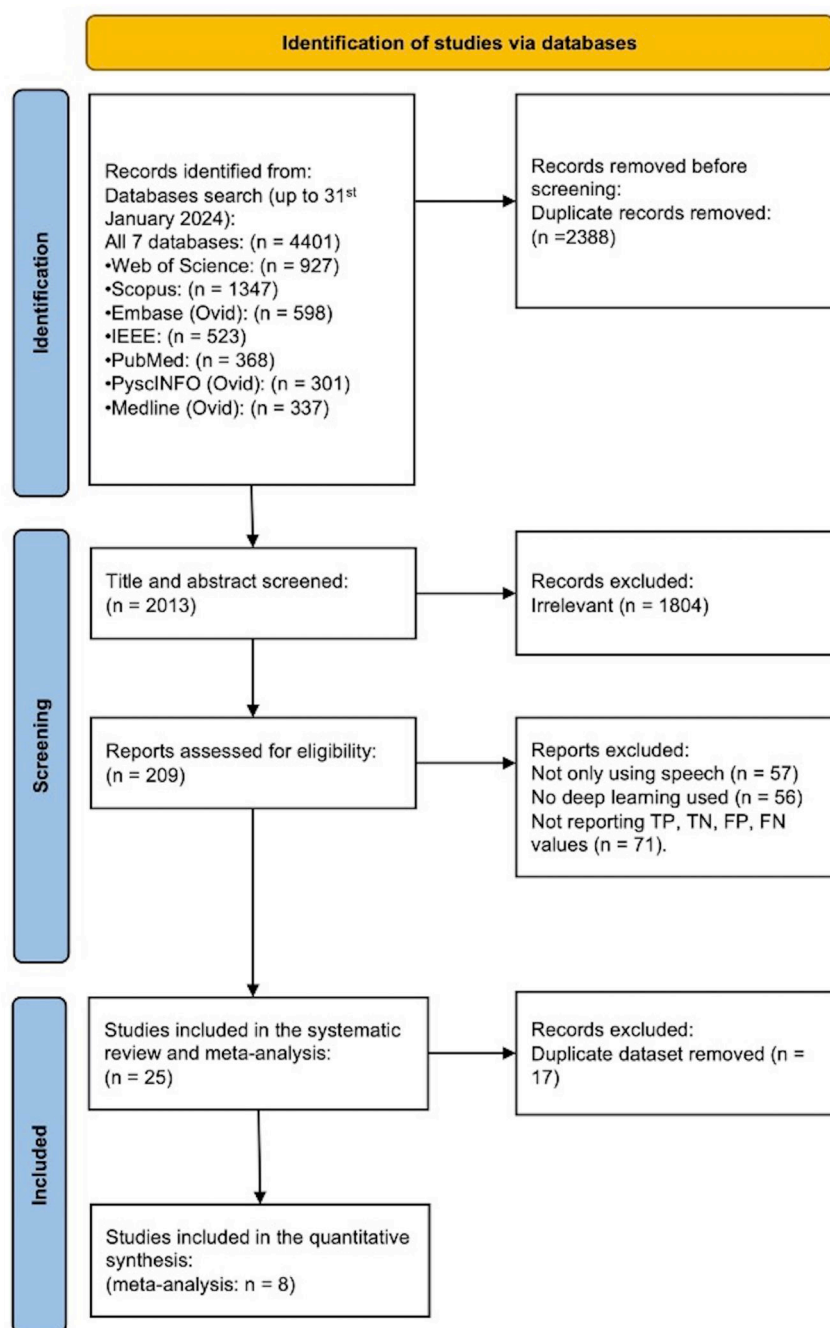 Identification of studies via databases
Identification
Records identified from:
Databases search (up to 31st
January 2024):
All 7 databases: (n = 4401)
•Web of Science: (n = 927)
•Scopus: (n = 1347)
•Embase (Ovid): (n = 598)
•IEEE: (n = 523)
•PubMed: (n = 368)
•PyscINFO (Ovid): (n = 301)
•Medline (Ovid): (n = 337)
Records removed before
screening:
Duplicate records removed:
(n =2388)
Screening
Title and abstract screened:
(n = 2013)
Records excluded:
Irrelevant (n = 1804)
Reports assessed for eligibility:
(n = 209)
Reports excluded:
Not only using speech (n = 57)
No deep learning used (n = 56)
Not reporting TP, TN, FP, FN
values (n = 71).
Included
Studies included in the systematic
review and meta-analysis:
(n = 25)
Records excluded:
Duplicate dataset removed (n =
17)
Studies included in the quantitative
synthesis:
(meta-analysis: n = 8)